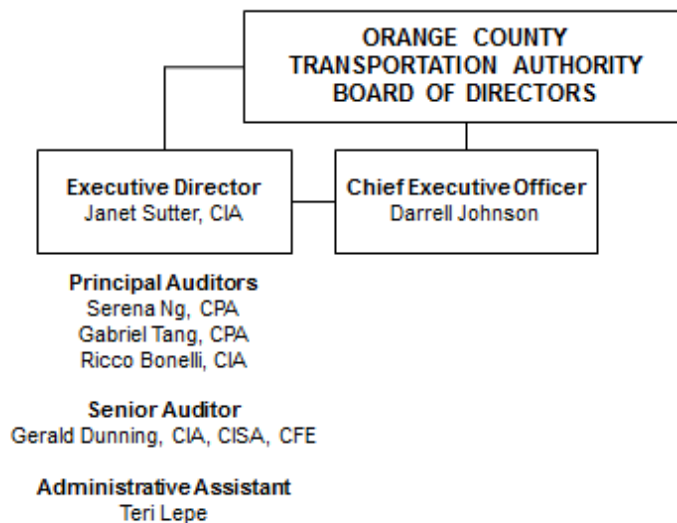 ORANGE COUNTY
TRANSPORTATION AUTHORITY
BOARD OF DIRECTORS
Executive Director
Janet Sutter, CIA
Chief Executive Officer
Darrell Johnson
Principal Auditors
Serena Ng, CPA
Gabriel Tang, CPA
Ricco Bonelli, CIA
Senior Auditor
Gerald Dunning, CIA, CISA, CFE
Administrative Assistant
Teri Lepe